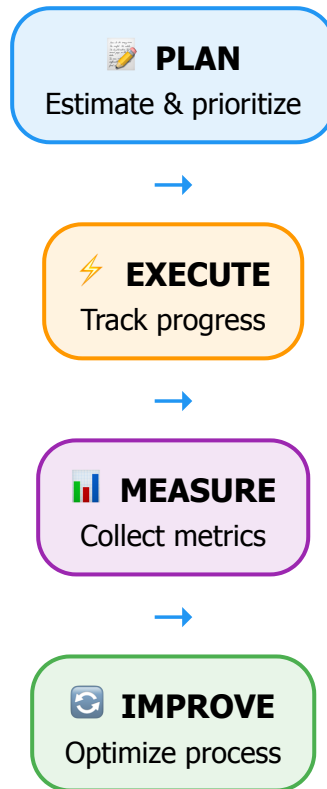 PLAN
Estimate & prioritize
→
EXECUTE
Track progress
→
MEASURE
Collect metrics
→
IMPROVE
Optimize process